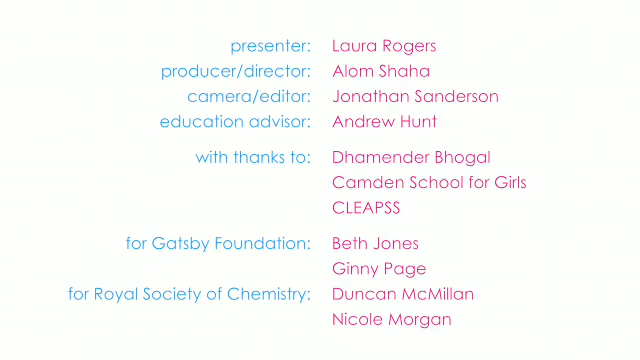 presenter: Laura Rogers
producer/director: Alom Shaha
camera/editor: Jonathan Sanderson
education advisor: Andrew Hunt
with thanks to: Dhamender Bhogal
Camden School for Girls
CLEAPSS
for Gatsby Foundation: Beth Jones
Ginny Page
for Royal Society of Chemistry: Duncan McMillan
Nicole Morgan